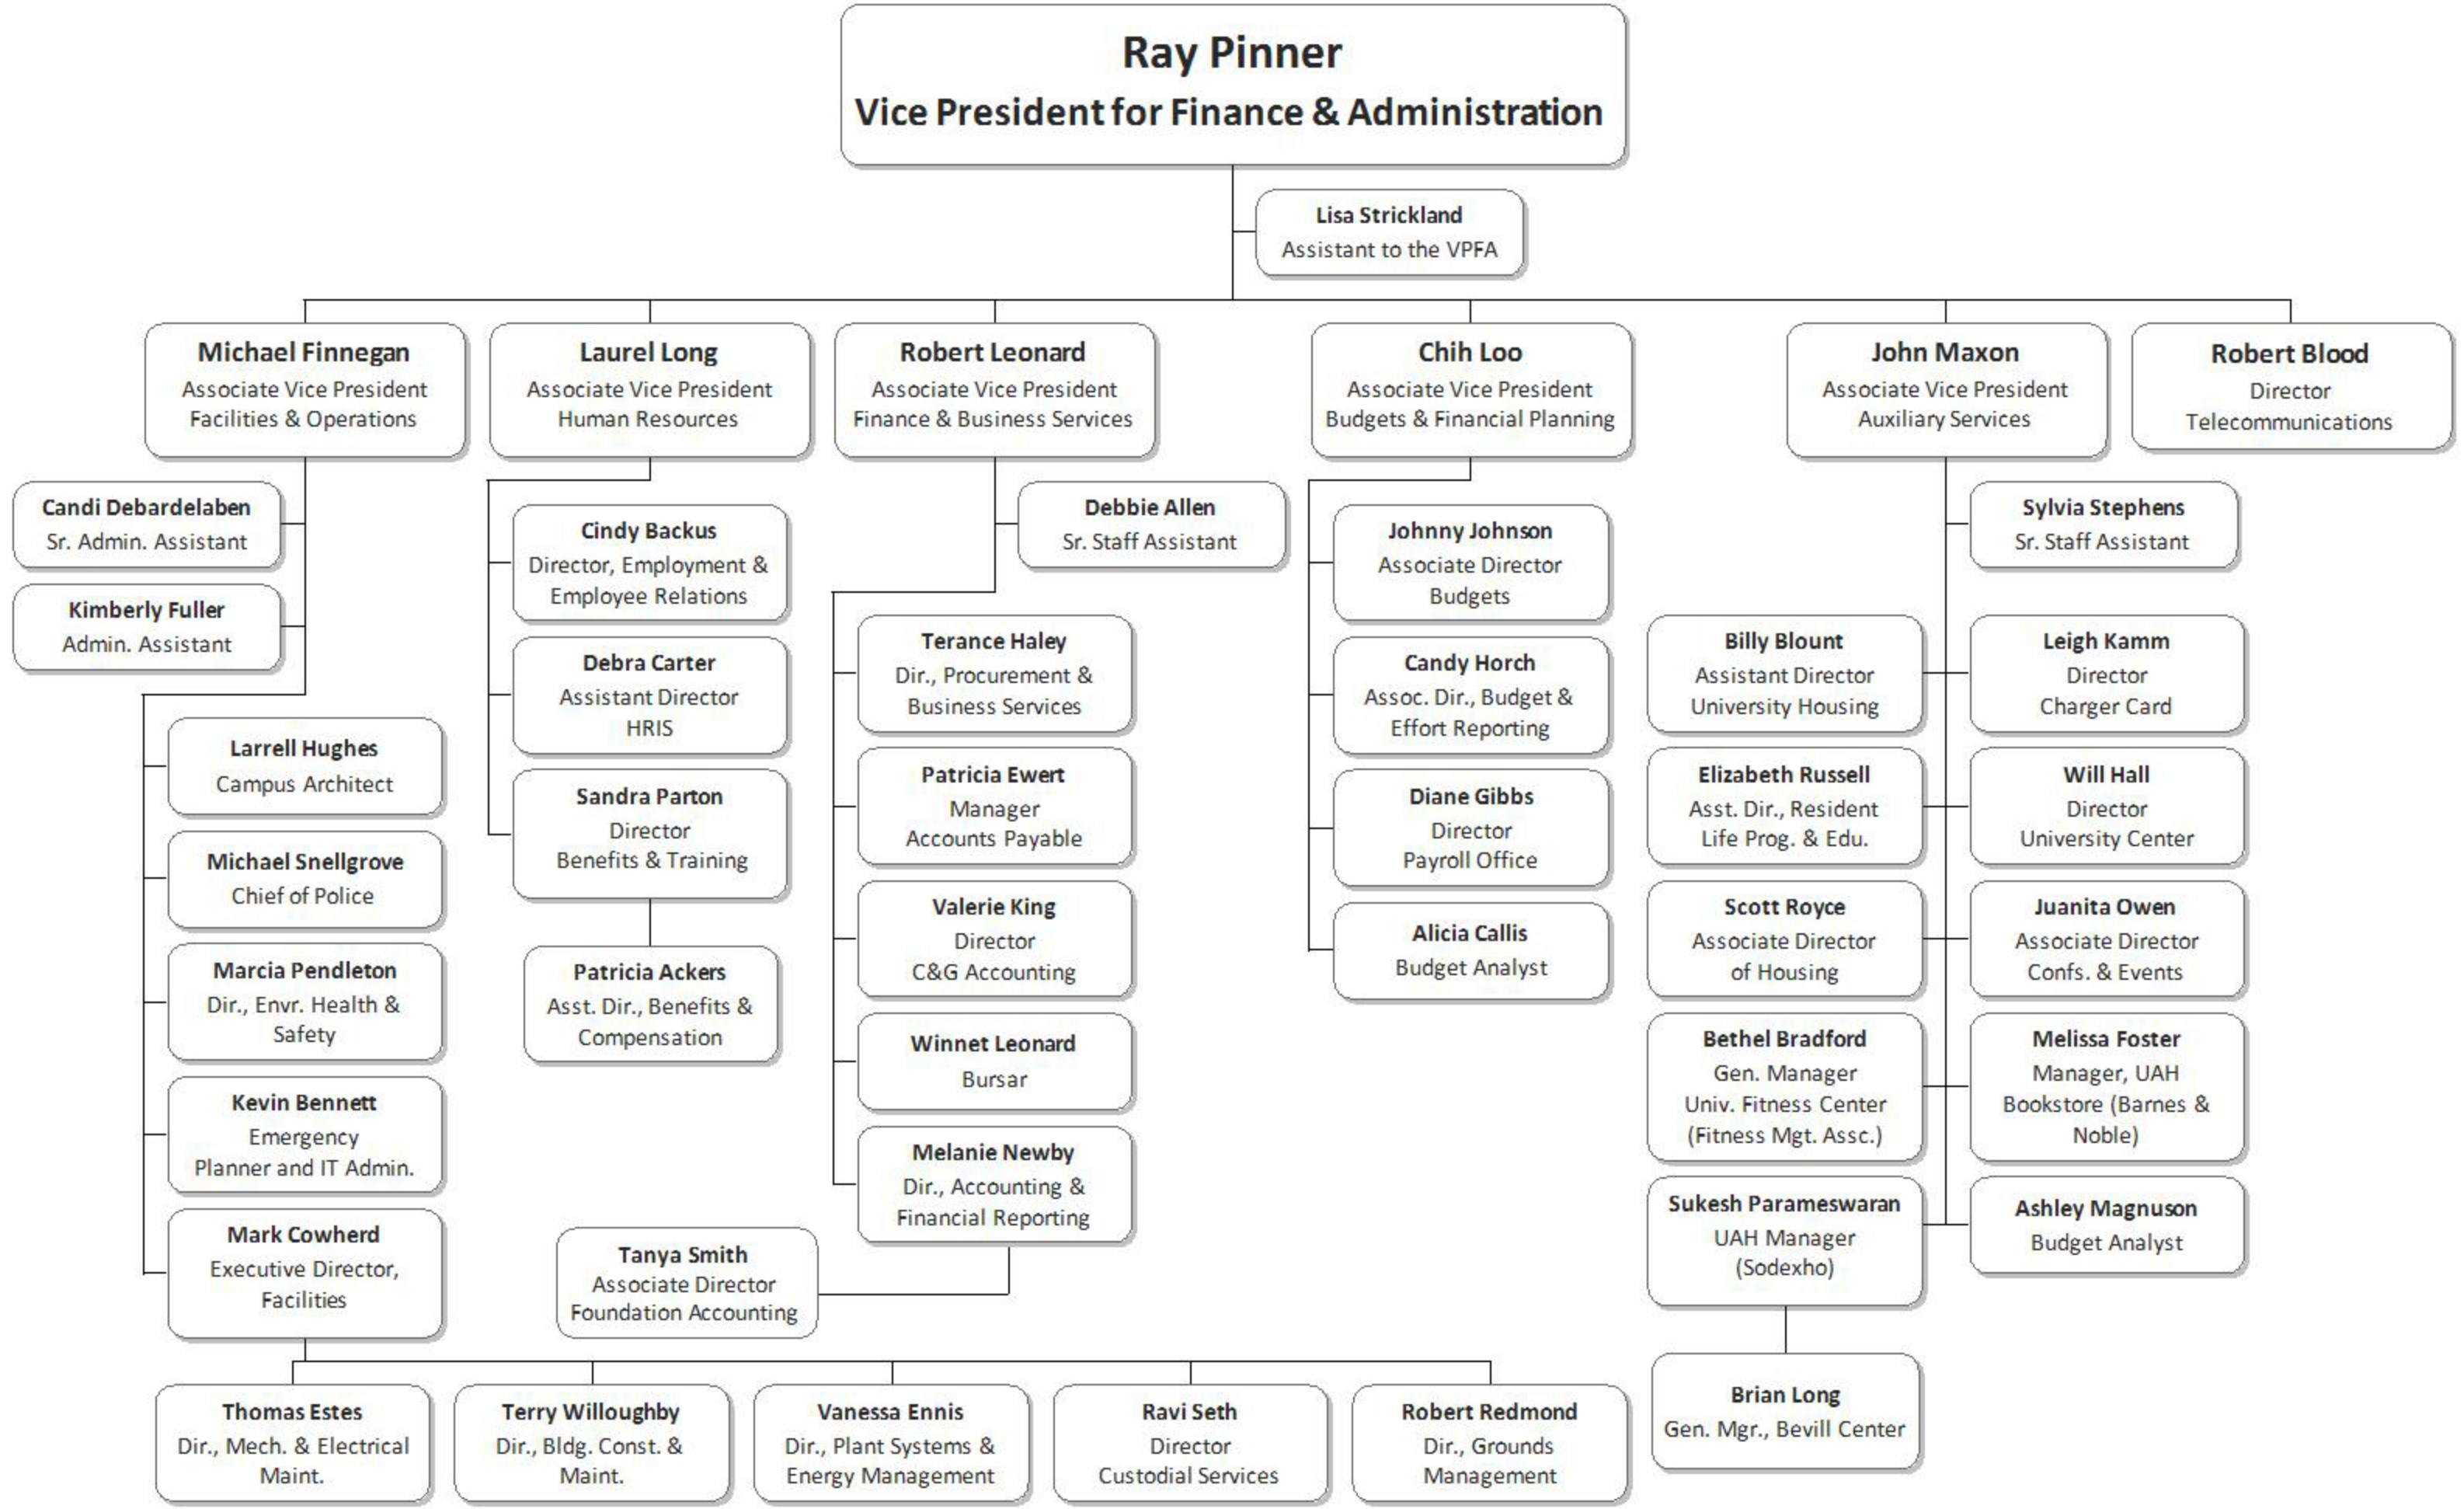 Ray Pinner
Vice President for Finance & Administration
Lisa Strickland
Assistant to the VPFA
Michael Finnegan
Associate Vice President
Facilities & Operations
Laurel Long
Associate Vice President
Human Resources
Robert Leonard
Associate Vice President
Finance & Business Services
Chih Loo
Associate Vice President
Budgets & Financial Planning
John Maxon
Associate Vice President
Auxiliary Services
Robert Blood
Director
Telecommunications
Candi Debardelaben
Sr. Admin. Assistant
Kimberly Fuller
Admin. Assistant
Larrell Hughes
Campus Architect
Michael Snellgrove
Chief of Police
Marcia Pendleton
Dir., Envr. Health &
Safety
Kevin Bennett
Emergency
Planner and IT Admin.
Mark Cowherd
Executive Director,
Facilities
Cindy Backus
Director, Employment &
Employee Relations
Debra Carter
Assistant Director
HRIS
Sandra Parton
Director
Benefits & Training
Patricia Ackers
Asst. Dir., Benefits &
Compensation
Debbie Allen
Sr. Staff Assistant
Terance Haley
Dir., Procurement &
Business Services
Patricia Ewert
Manager
Accounts Payable
Valerie King
Director
C&G Accounting
Winnet Leonard
Bursar
Melanie Newby
Dir., Accounting &
Financial Reporting
Tanya Smith
Associate Director
Foundation Accounting
Johnny Johnson
Associate Director
Budgets
Candy Horch
Assoc. Dir., Budget &
Effort Reporting
Diane Gibbs
Director
Payroll Office
Alicia Callis
Budget Analyst
Sylvia Stephens
Sr. Staff Assistant
Billy Blount
Assistant Director
University Housing
Leigh Kamm
Director
Charger Card
Elizabeth Russell
Asst. Dir., Resident
Life Prog. & Edu.
Will Hall
Director
University Center
Scott Royce
Associate Director
of Housing
Juanita Owen
Associate Director
Confs. & Events
Bethel Bradford
Gen. Manager
Univ. Fitness Center
(Fitness Mgt. Assc.)
Melissa Foster
Manager, UAH
Bookstore (Barnes &
Noble)
Sukesh Parameswaran
UAH Manager
(Sodexho)
Ashley Magnuson
Budget Analyst
Brian Long
Gen. Mgr., Bevill Center
Thomas Estes
Dir., Mech. & Electrical
Maint.
Terry Willoughby
Dir., Bldg. Const. &
Maint.
Vanessa Ennis
Dir., Plant Systems &
Energy Management
Ravi Seth
Director
Custodial Services
Robert Redmond
Dir., Grounds
Management